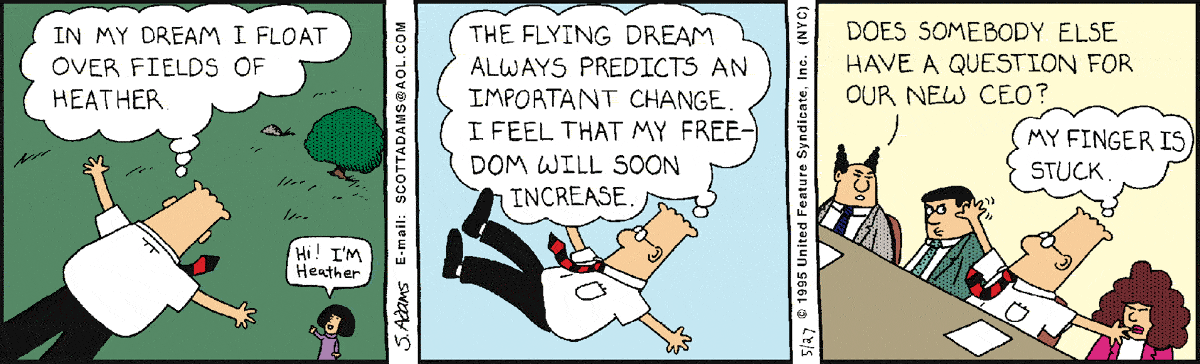 IN MY DREAM I FLOAT
OVER FIELDS OF
HEATHER.
Hi! I'M
Heather
S. Adams
E-mail: SCOTTADAMS@AOL.COM
THE FLYING DREAM
ALWAYS PREDICTS AN
IMPORTANT CHANGE.
I FEEL THAT MY FREE-
DOM WILL SOON
INCREASE.
5/27 © 1995 United Feature Syndicate, Inc. (NYC)
DOES SOMEBODY ELSE
HAVE A QUESTION FOR
OUR NEW CEO?
MY FINGER IS
STUCK.